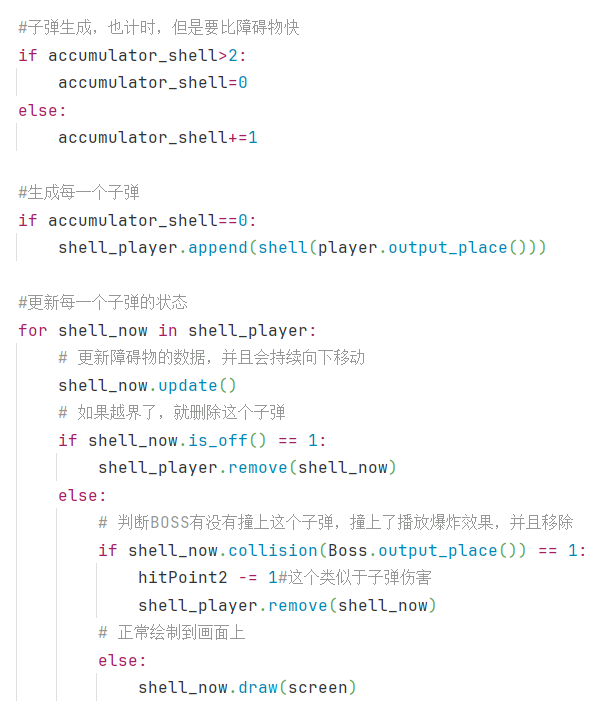 #子弹生成，也计时，但是要比障碍物快
if accumulator_shell>2:
    accumulator_shell=0
else:
    accumulator_shell+=1
#生成每一个子弹
if accumulator_shell==0:
    shell_player.append(shell(player.output_place()))
#更新每一个子弹的状态
for shell_now in shell_player:
    # 更新障碍物的数据，并且会持续向下移动
    shell_now.update()
    # 如果越界了，就删除这个子弹
    if shell_now.is_off() == 1:
        shell_player.remove(shell_now)
    else:
        # 判断BOSS有没有撞上这个子弹，撞上了播放爆炸效果，并且移除
        if shell_now.collision(Boss.output_place()) == 1:
            hitPoint2 -= 1#这个类似于子弹伤害
            shell_player.remove(shell_now)
        # 正常绘制到画面上
        else:
            shell_now.draw(screen)